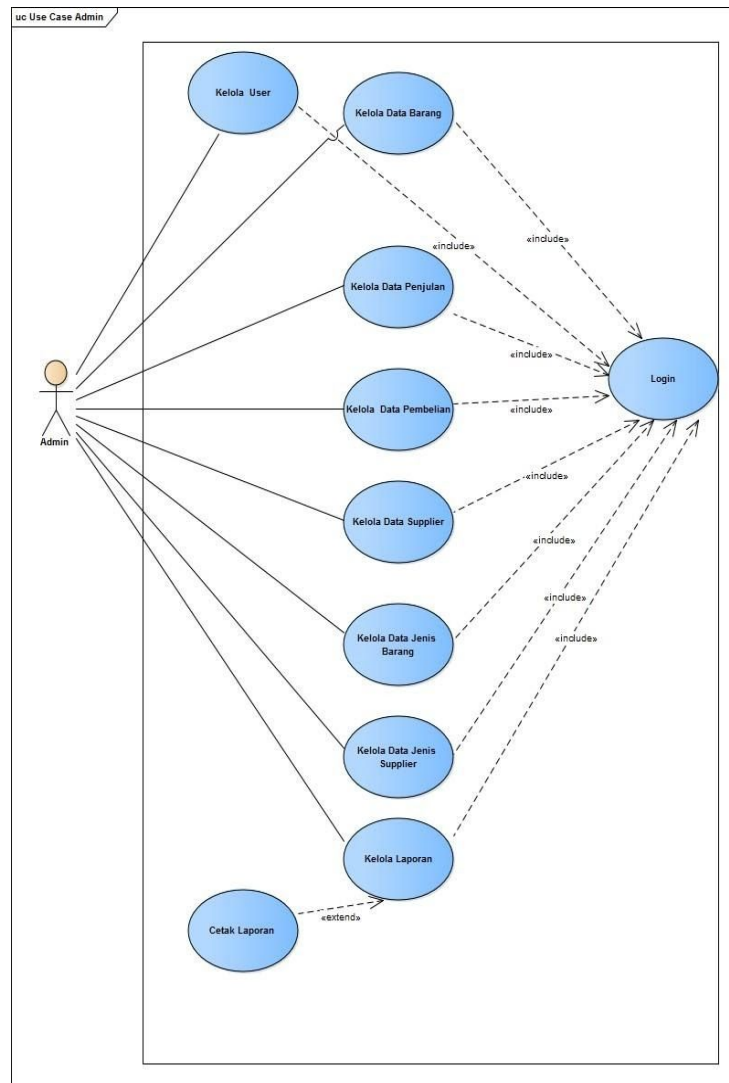 uc Use Case Admin
Kelola User
Kelola Data Barang
«include»
«include»
Kelola Data Penjulan
«include»
Login
Admin
Kelola Data Pembelian
«include»
Kelola Data Supplier
«include»
Kelola Data Jenis
Barang
«include»
«include»
«include»
Kelola Data Jenis
Supplier
Kelola Laporan
Cetak Laporan
«extend»